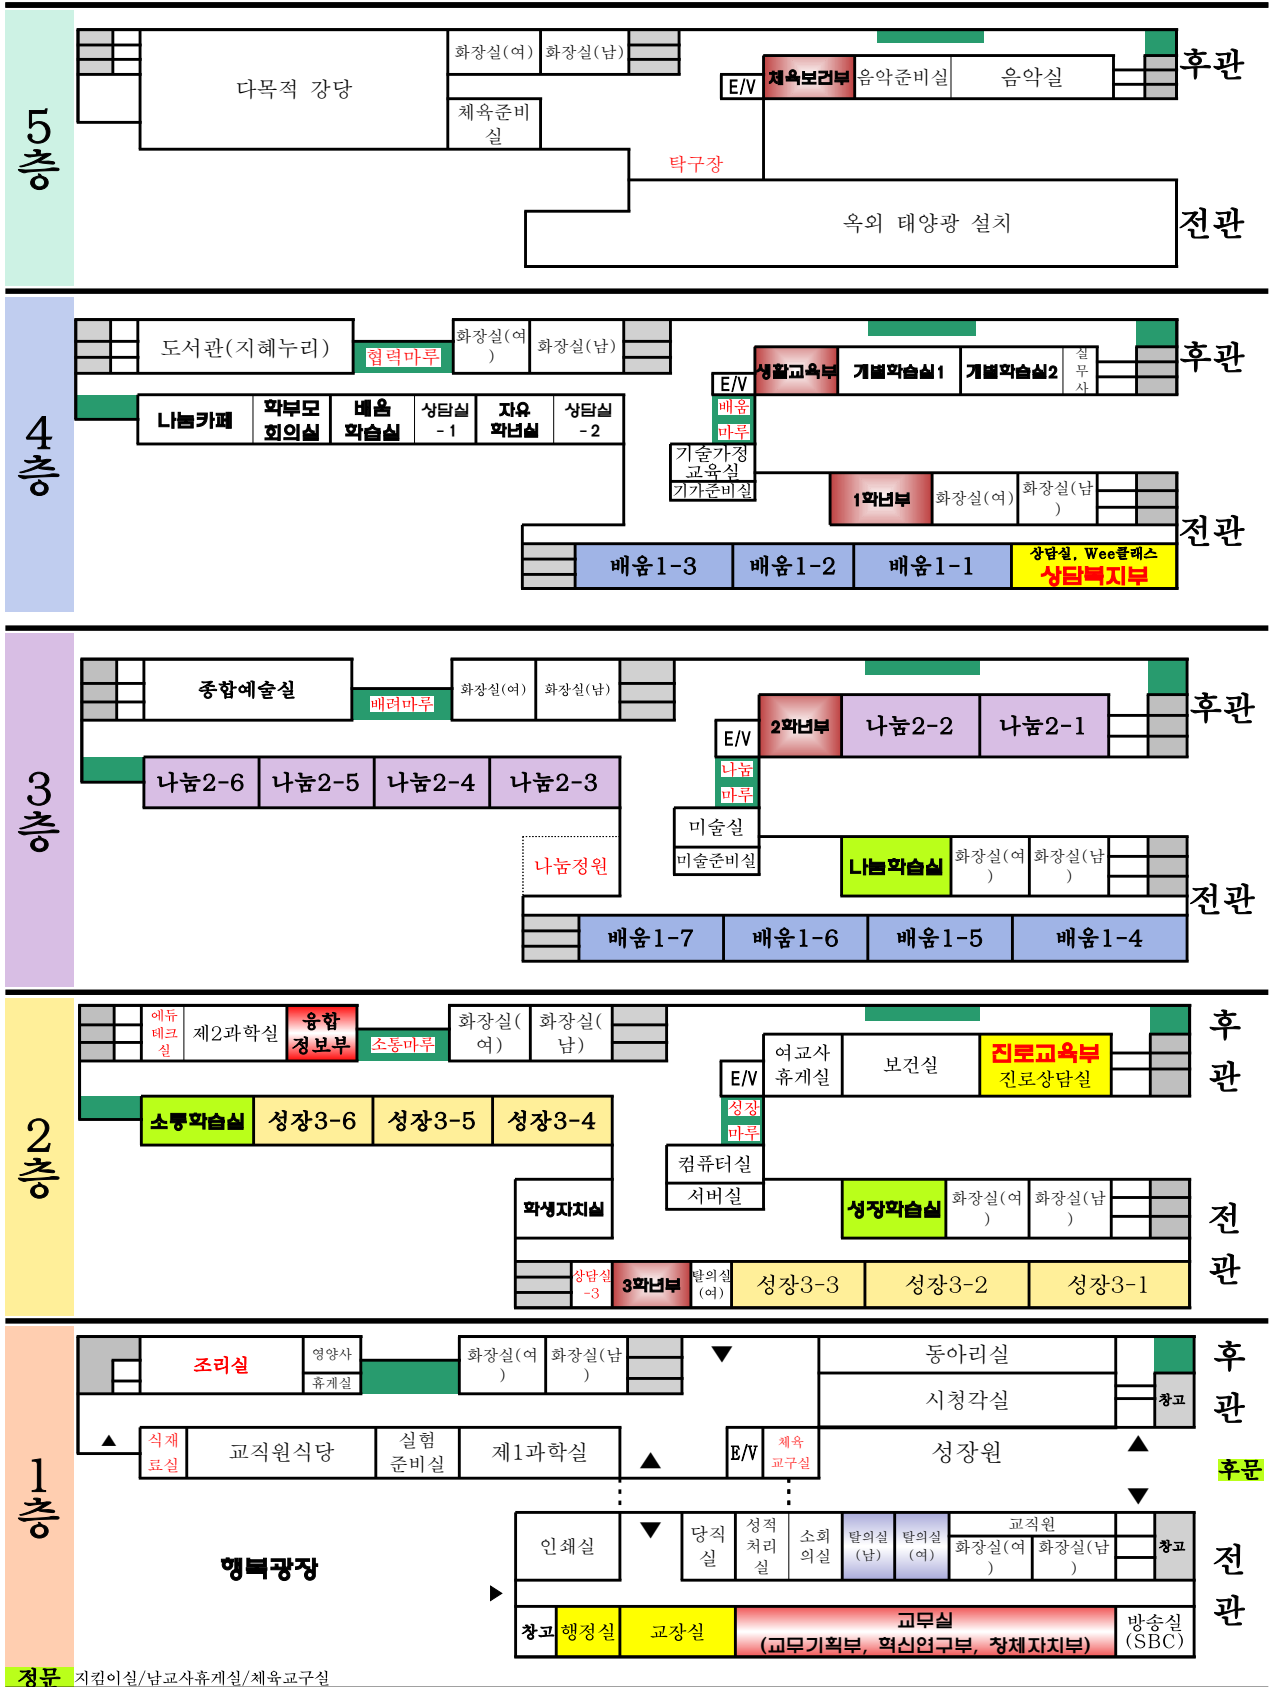 5층
화장실(여) 화장실(남)
다목적 강당
체육준비
실
E/V 체육보건부 음악준비실 음악실
후관
탁구장
옥외 태양광 설치
전관
4층
도서관(지혜누리)
협력마루
화장실(여
)
화장실(남)
E/V
생활교육부 개별학습실1 개별학습실2
실
무
사
후관
나눔카페
학부모
회의실
배움
학습실
상담실
-1
자유
학년실
상담실
-2
배움
마루
기술가정
교육실
기가준비실
1학년부 화장실(여)
화장실(남
)
전관
배움1-3 배움1-2 배움1-1
상담실, Wee클래스
상담복지부
3층
종합예술실
배려마루
화장실(여) 화장실(남)
E/V
2학년부 나눔2-2 나눔2-1
후관
나눔2-6 나눔2-5 나눔2-4 나눔2-3
나눔
마루
미술실
미술준비실
나눔정원
나눔학습실
화장실(여
)
화장실(남
)
전관
배움1-7 배움1-6 배움1-5 배움1-4
2층
에듀
테크
실
제2과학실
융합
정보부
소통마루
화장실(
여)
화장실(
남)
E/V
여교사
휴게실
보건실
진로교육부
진로상담실
후
관
소통학습실 성장3-6 성장3-5 성장3-4
성장
마루
컴퓨터실
서버실
학생자치실
성장학습실
화장실(여
)
화장실(남
)
전
관
상담실
-3
3학년부
탈의실
(여)
성장3-3 성장3-2 성장3-1
1층
조리실
영양사
휴게실
화장실(여
)
화장실(남
)
▼
동아리실
시청각실
창고
후
관
▲
식재
료실
교직원식당
실험
준비실
제1과학실
▲
E/V
체육
교구실
성장원
▲
후문
▼
인쇄실
▼
당직
실
성적
처리
실
소회
의실
탈의실
(남)
탈의실
(여)
교직원
화장실(여
)
화장실(남
)
창고
전
관
행복광장
▶
창고 행정실 교장실
교무실
(교무기획부, 혁신연구부, 창체자치부)
방송실
(SBC)
정문 지킴이실/남교사휴게실/체육교구실